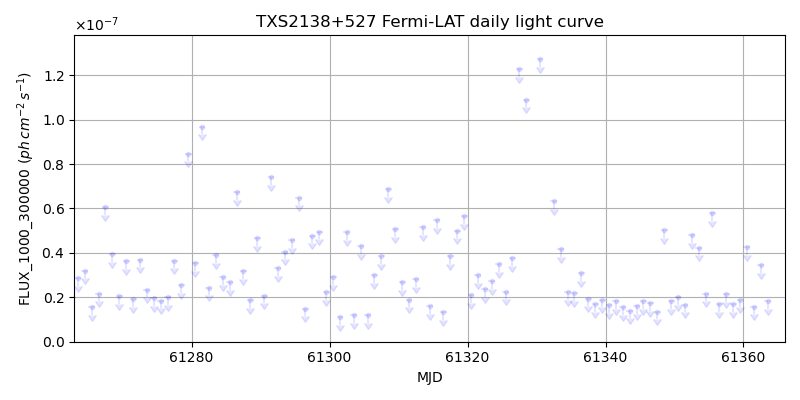 TXS2138+527 Fermi-LAT daily light curve
×10⁻⁷
FLUX_1000_300000 (ph cm⁻² s⁻¹)
1.2
1.0
0.8
0.6
0.4
0.2
0.0
61280 61300 61320 61340 61360
MJD